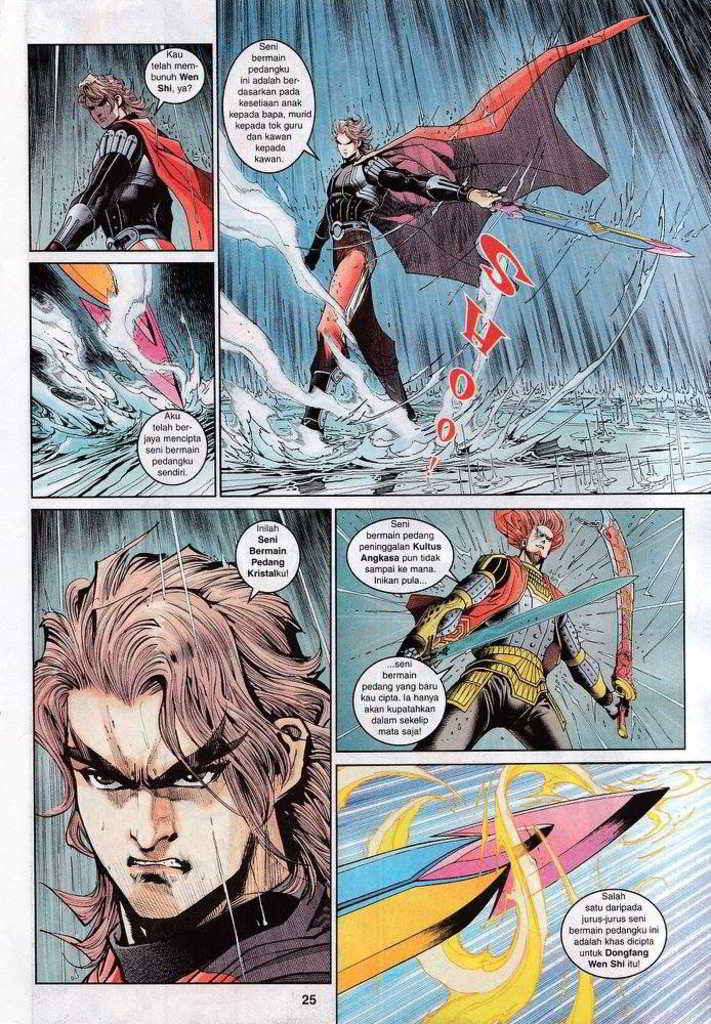 Kau
telah mem-
bunuh Wen
Shi, ya?
Seni
bermain
pedangku
ini adalah ber-
dasarkan pada
kesetiaan anak
kepada bapa, murid
kepada tok guru
dan kawan
kepada
kawan.
SHOOO!
Aku
telah ber-
jaya mencipta
seni bermain
pedangku
sendiri.
Inilah
Seni
Bermain
Pedang
Kristalku!
Seni
bermain pedang
peninggalan Kultus
Angkasa pun tidak
sampai ke mana.
Inikan pula...
...seni
bermain
pedang yang baru
kau cipta. Ia hanya
akan kupatahkan
dalam sekelip
mata saja!
Salah
satu daripada
jurus-jurus seni
bermain pedangku ini
adalah khas dicipta
untuk Dongfang
Wen Shi itu!
25